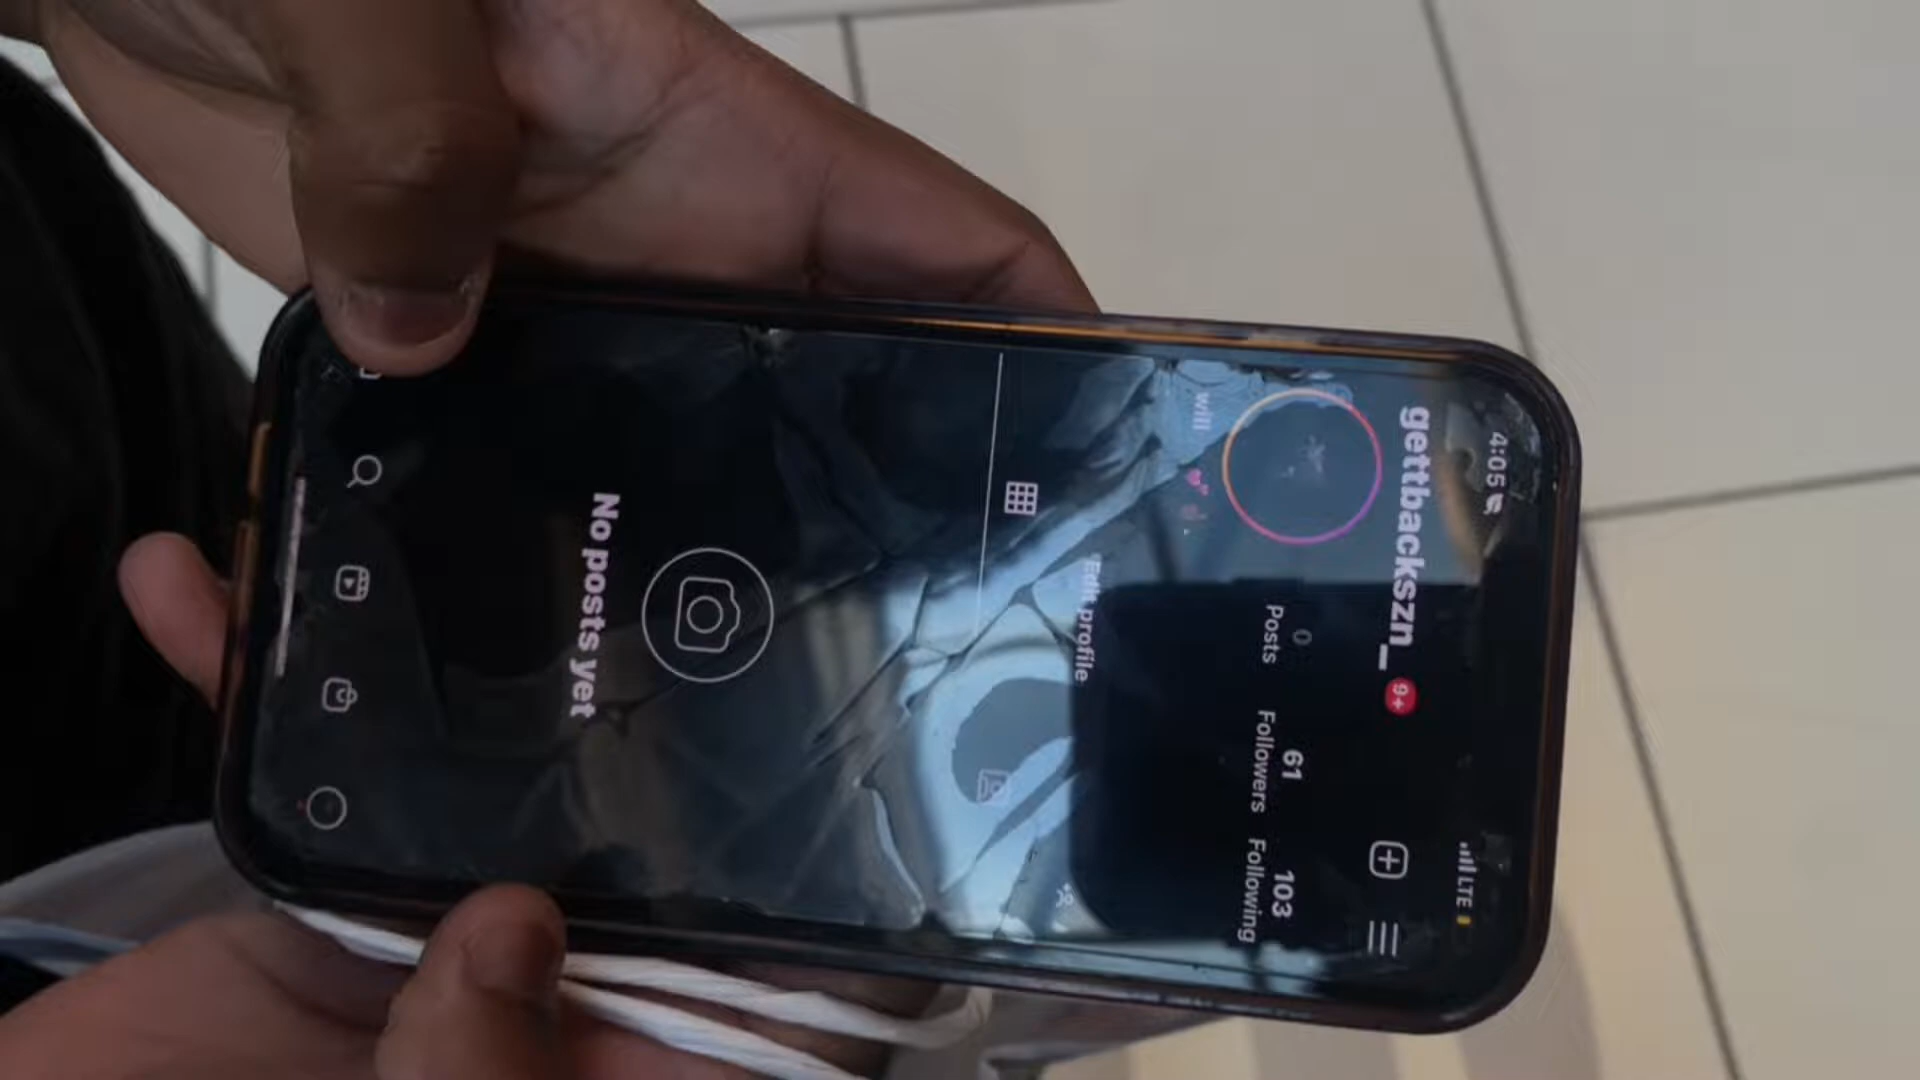 4:05
LTE
gettbackszn_
9+
0
61
103
Posts
Followers
Following
will
Edit profile
No posts yet